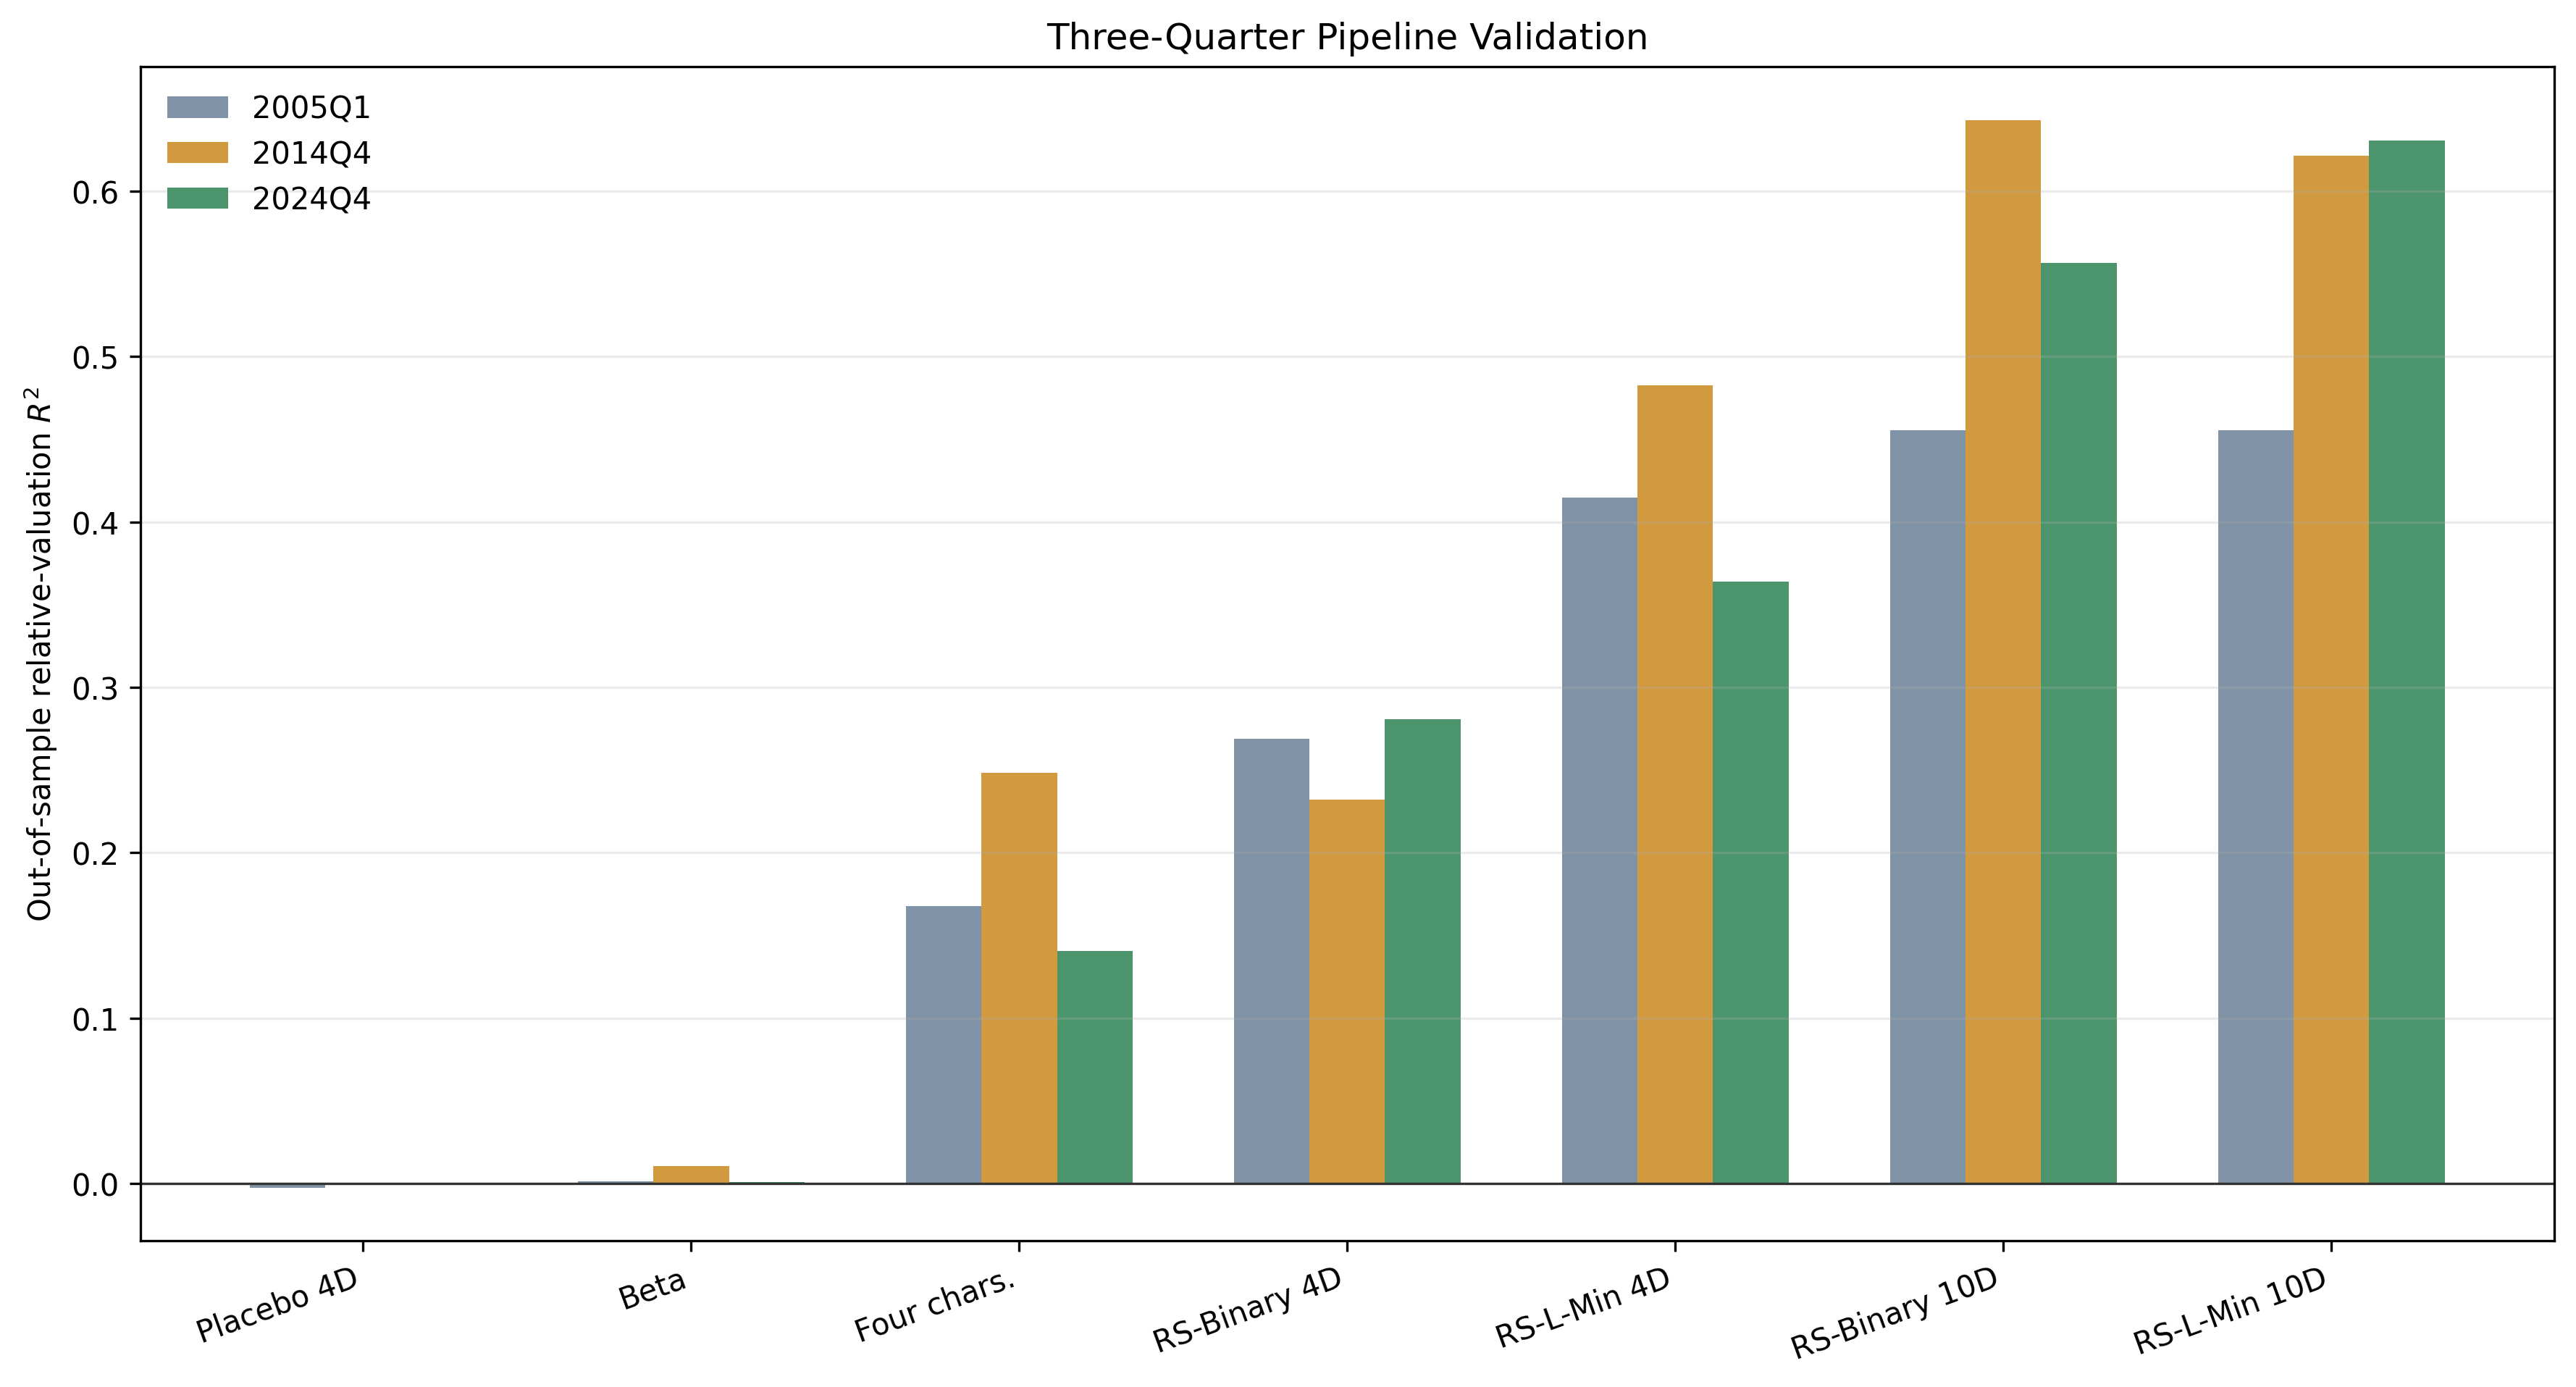 Three-Quarter Pipeline Validation
2005Q1
2014Q4
2024Q4
Out-of-sample relative-valuation R²
0.6
0.5
0.4
0.3
0.2
0.1
0.0
Placebo 4D
Beta
Four chars.
RS-Binary 4D
RS-L-Min 4D
RS-Binary 10D
RS-L-Min 10D